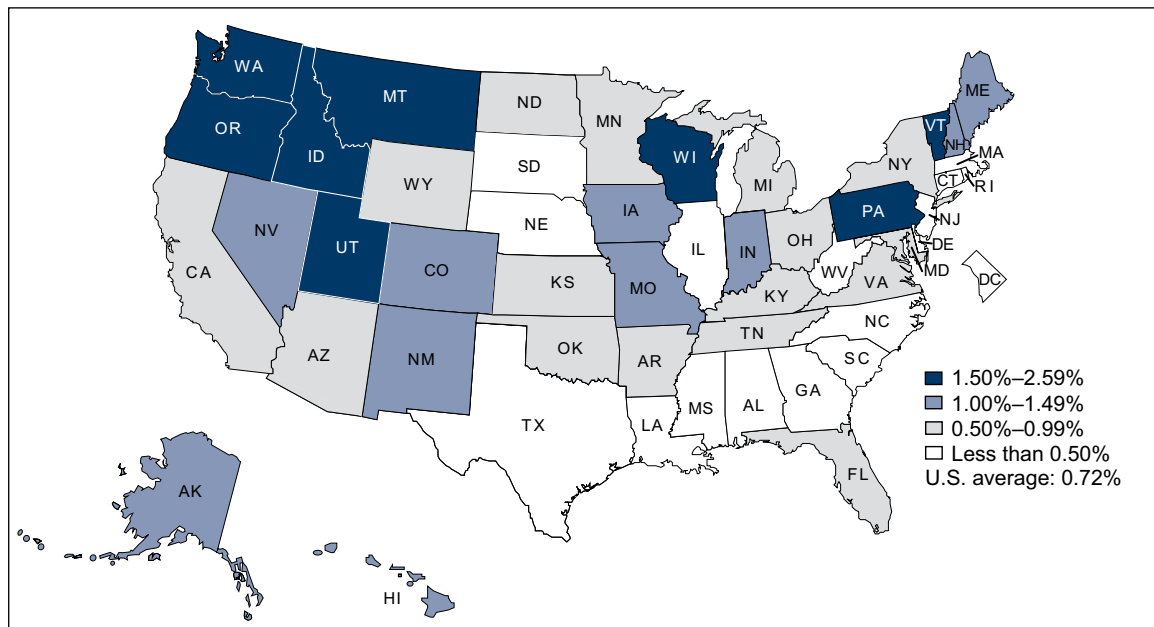 WA
MT
ND
MN
ME
OR
ID
WI
VT
NH
SD
WY
NY
MA
MI
CT
RI
NE
IA
PA
NJ
NV
UT
CO
IL
IN
OH
DE
MD
CA
KS
MO
WV
DC
KY
VA
AZ
NM
OK
AR
TN
NC
SC
TX
LA
MS
AL
GA
FL
AK
HI
1.50%–2.59%
1.00%–1.49%
0.50%–0.99%
Less than 0.50%
U.S. average: 0.72%